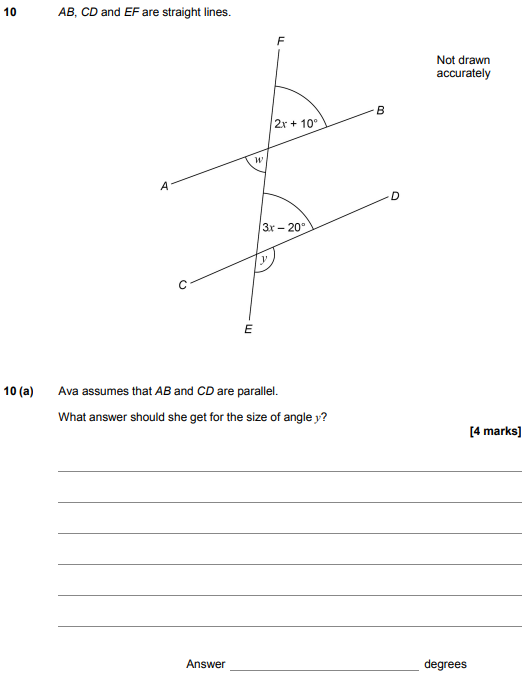 10 AB, CD and EF are straight lines.
F
Not drawn
accurately
B
2x + 10°
w
A
D
3x – 20°
y
C
E
10 (a) Ava assumes that AB and CD are parallel.
What answer should she get for the size of angle y?
[4 marks]
Answer degrees